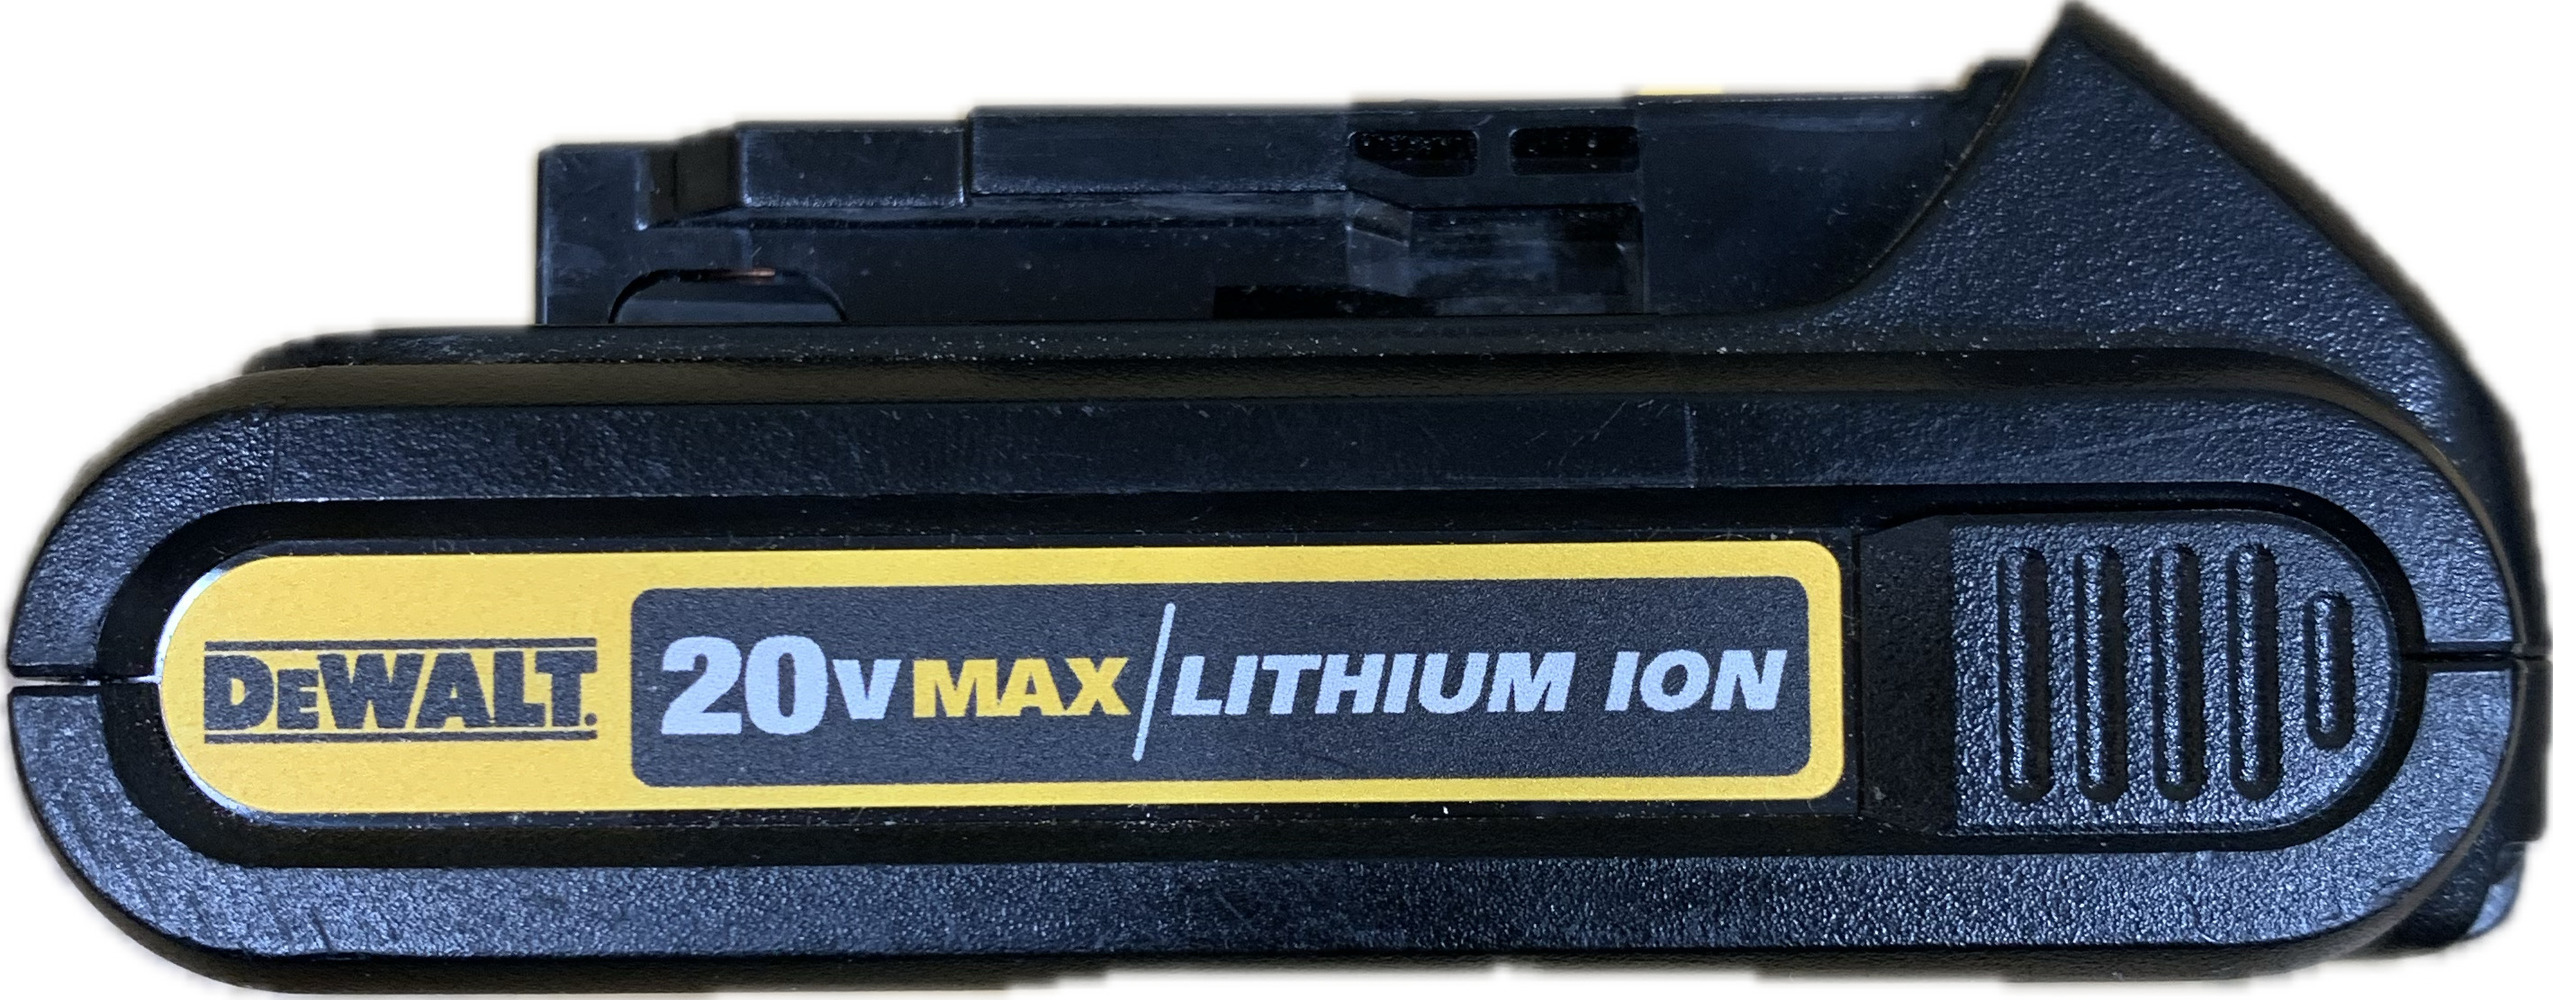 DEWALT. 20V MAX / LITHIUM ION